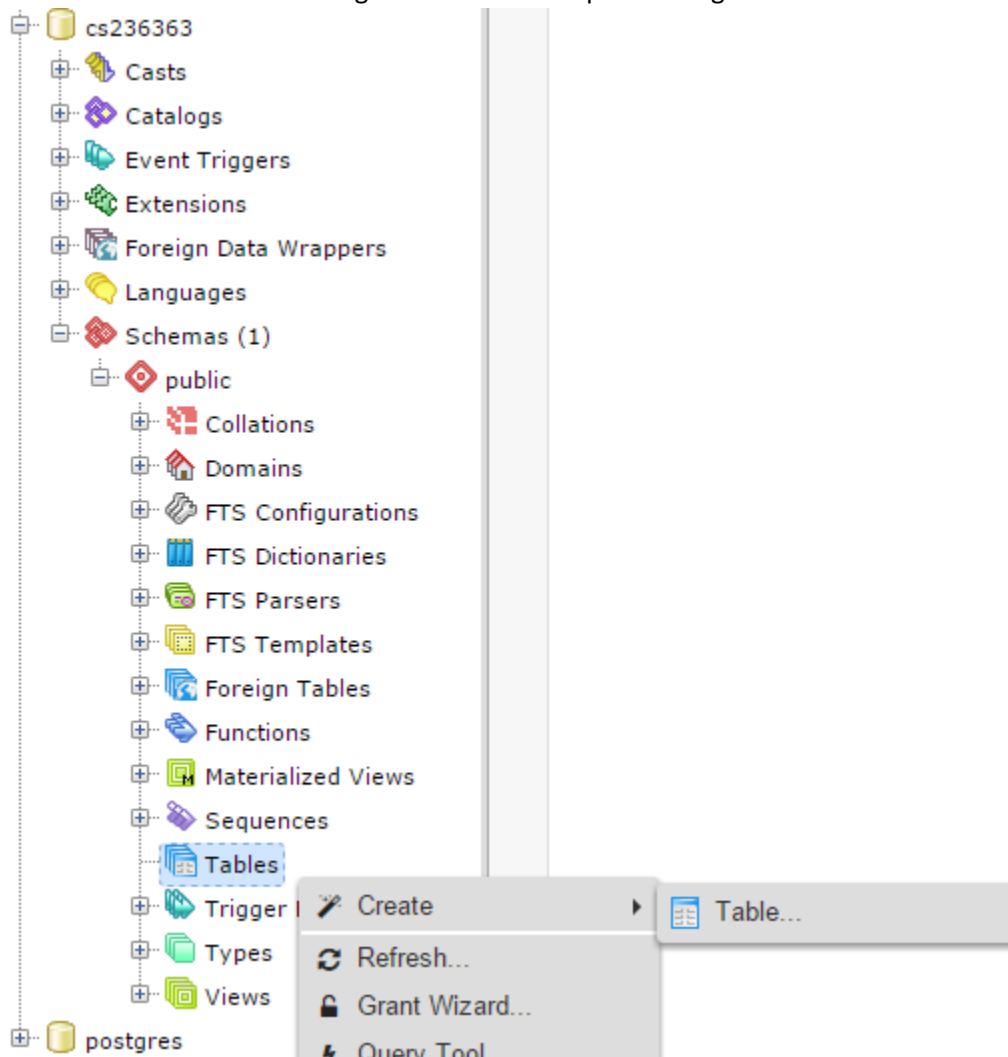 cs236363
Casts
Catalogs
Event Triggers
Extensions
Foreign Data Wrappers
Languages
Schemas (1)
public
Collations
Domains
FTS Configurations
FTS Dictionaries
FTS Parsers
FTS Templates
Foreign Tables
Functions
Materialized Views
Sequences
Tables
Trigger
Create
Table...
Types
Refresh...
Views
Grant Wizard...
postgres
Query Tool